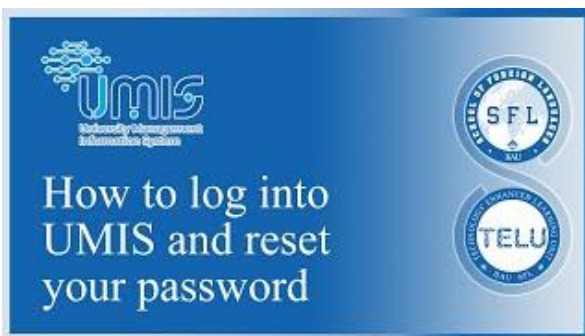 UMIS
University Management
Information System
How to log into
UMIS and reset
your password
SCHOOL OF FOREIGN LANGUAGES
SFL
BAU
TECHNOLOGY ENHANCED LEARNING UNIT
TELU
BAU SFL